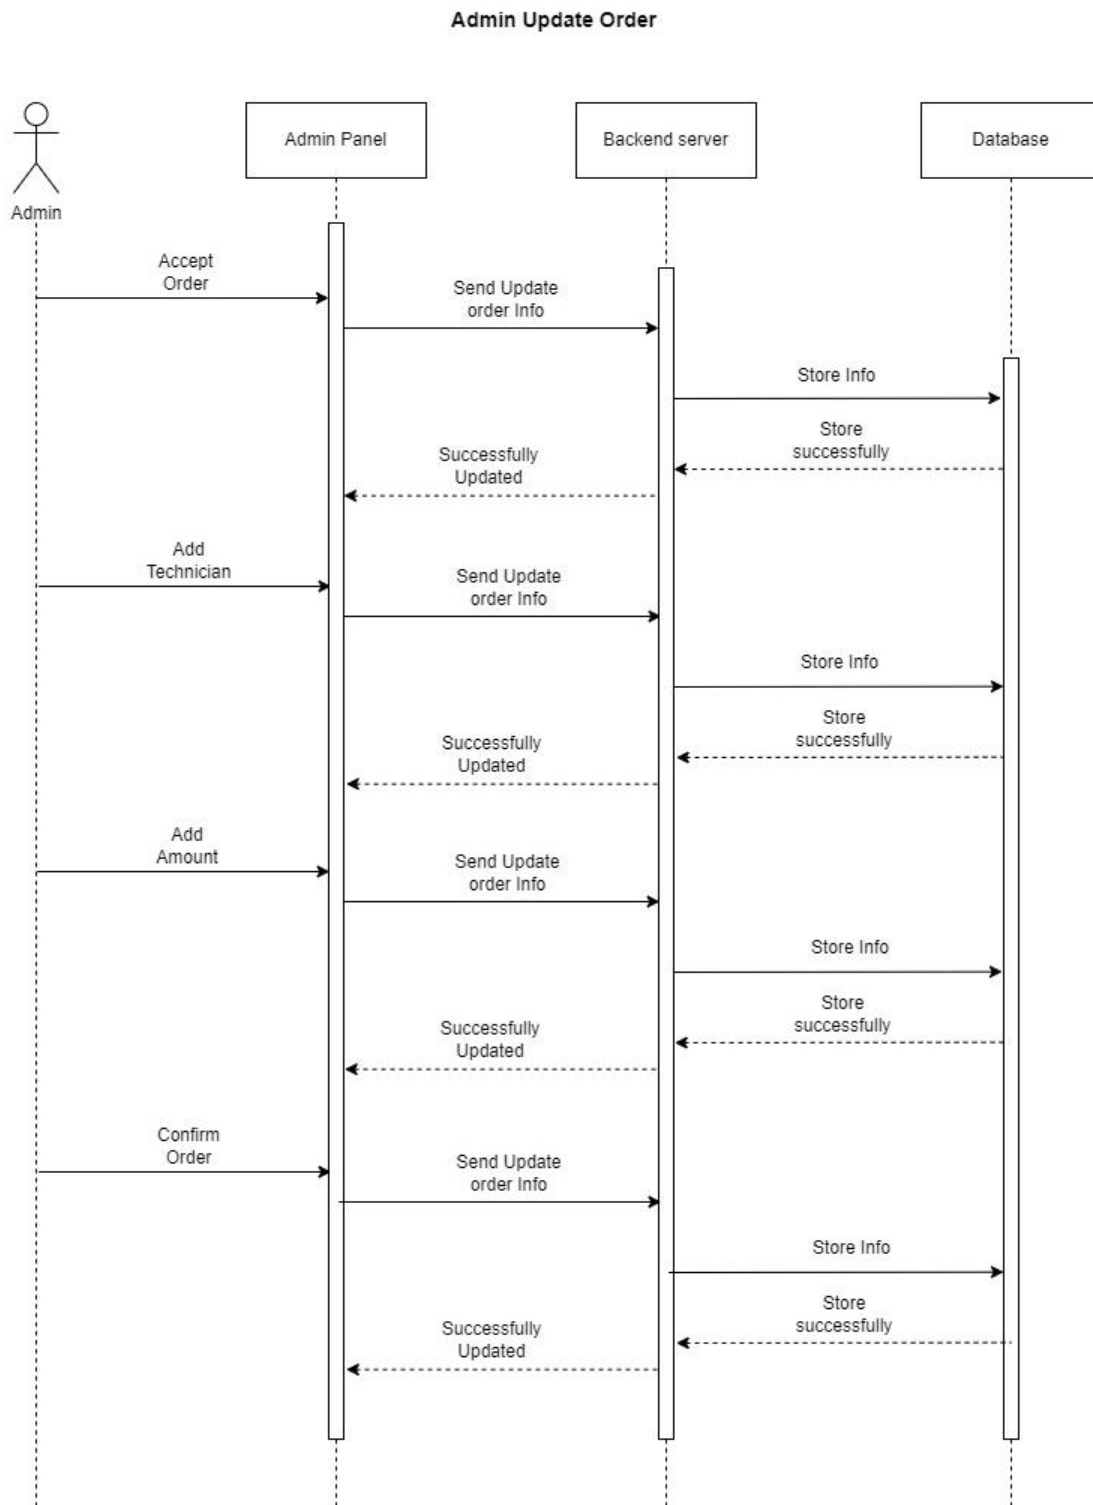 Admin Update Order
Admin Panel
Backend server
Database
Admin
Accept
Order
Send Update
order Info
Store Info
Store
successfully
Successfully
Updated
Add
Technician
Send Update
order Info
Store Info
Store
successfully
Successfully
Updated
Add
Amount
Send Update
order Info
Store Info
Store
successfully
Successfully
Updated
Confirm
Order
Send Update
order Info
Store Info
Store
successfully
Successfully
Updated